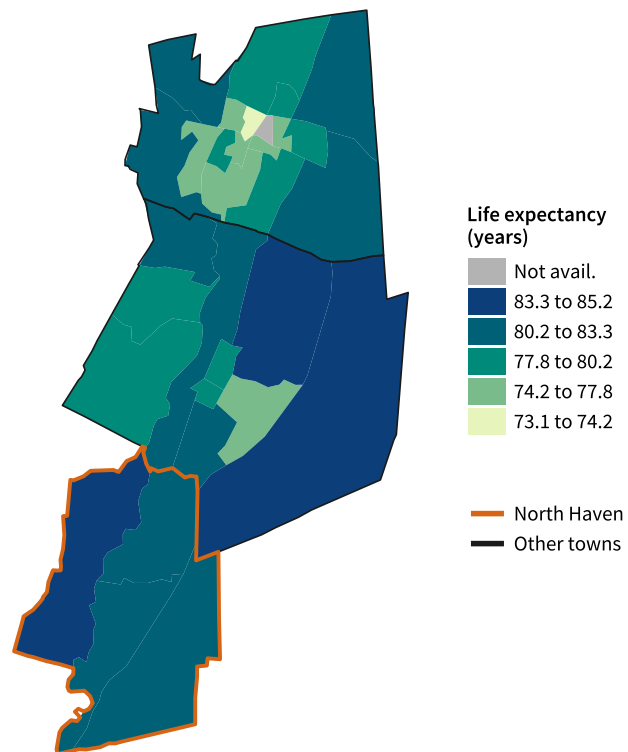 Life expectancy
(years)
Not avail.
83.3 to 85.2
80.2 to 83.3
77.8 to 80.2
74.2 to 77.8
73.1 to 74.2
North Haven
Other towns